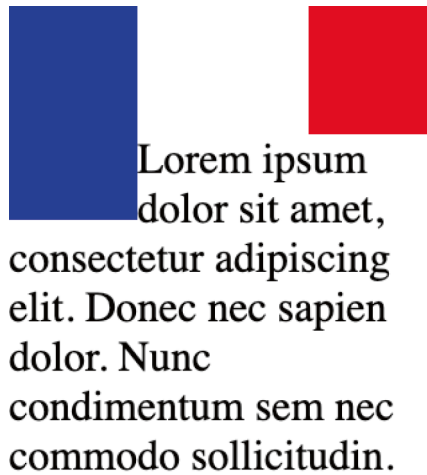 Lorem ipsum
dolor sit amet,
consectetur adipiscing
elit. Donec nec sapien
dolor. Nunc
condimentum sem nec
commodo sollicitudin.